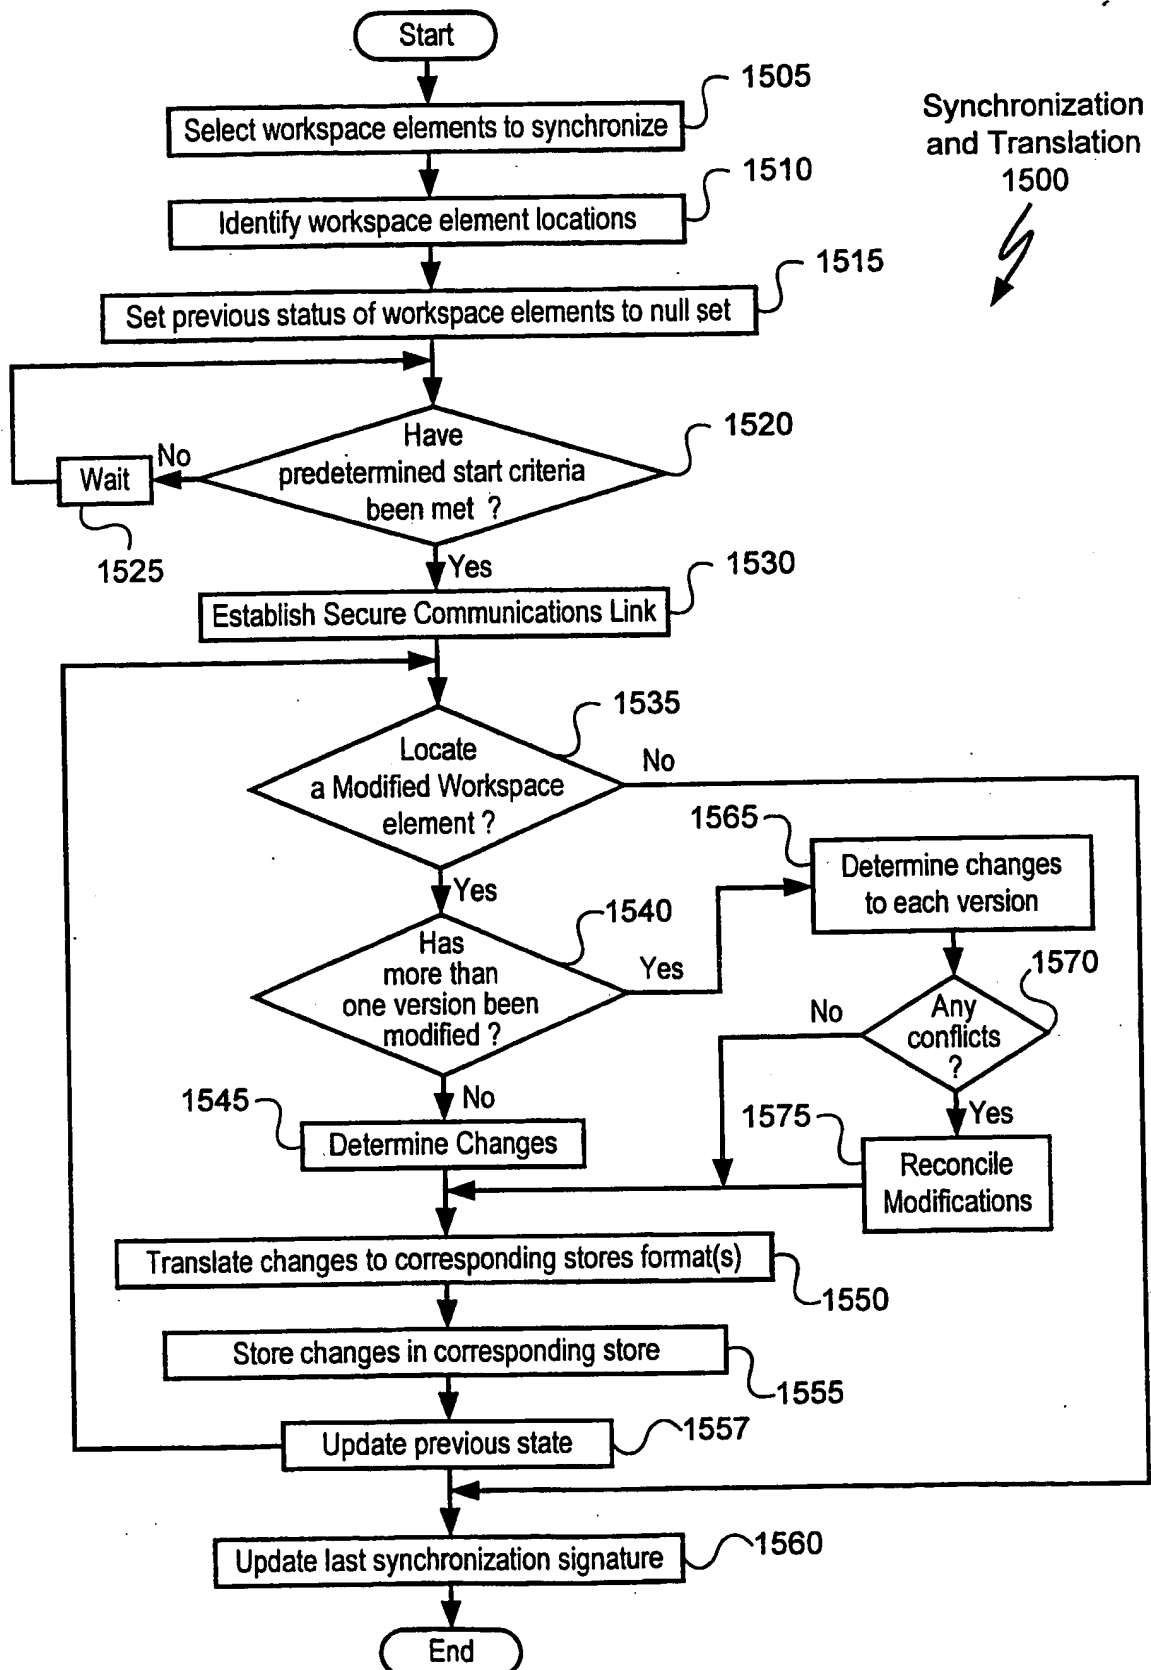 Start
1505
Select workspace elements to synchronize
Synchronization
and Translation
1500
1510
Identify workspace element locations
1515
Set previous status of workspace elements to null set
1520
Have
predetermined start criteria
been met ?
No
Wait
1525
Yes
1530
Establish Secure Communications Link
1535
Locate
a Modified Workspace
element ?
No
Yes
1540
Has
more than
one version been
modified ?
Yes
1565
Determine changes
to each version
1570
Any
conflicts
?
No
Yes
1575
Reconcile
Modifications
No
1545
Determine Changes
Translate changes to corresponding stores format(s)
1550
Store changes in corresponding store
1555
Update previous state
1557
Update last synchronization signature
1560
End